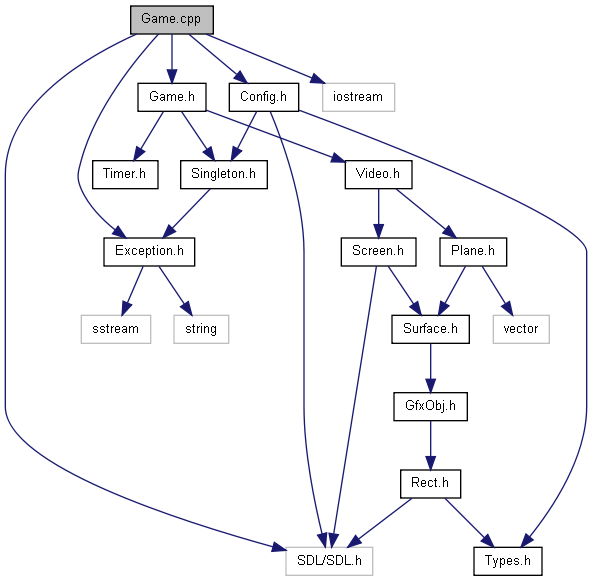 Game.cpp
Game.h
Config.h
iostream
Timer.h
Singleton.h
Video.h
Exception.h
Screen.h
Plane.h
sstream
string
Surface.h
vector
GfxObj.h
Rect.h
SDL/SDL.h
Types.h